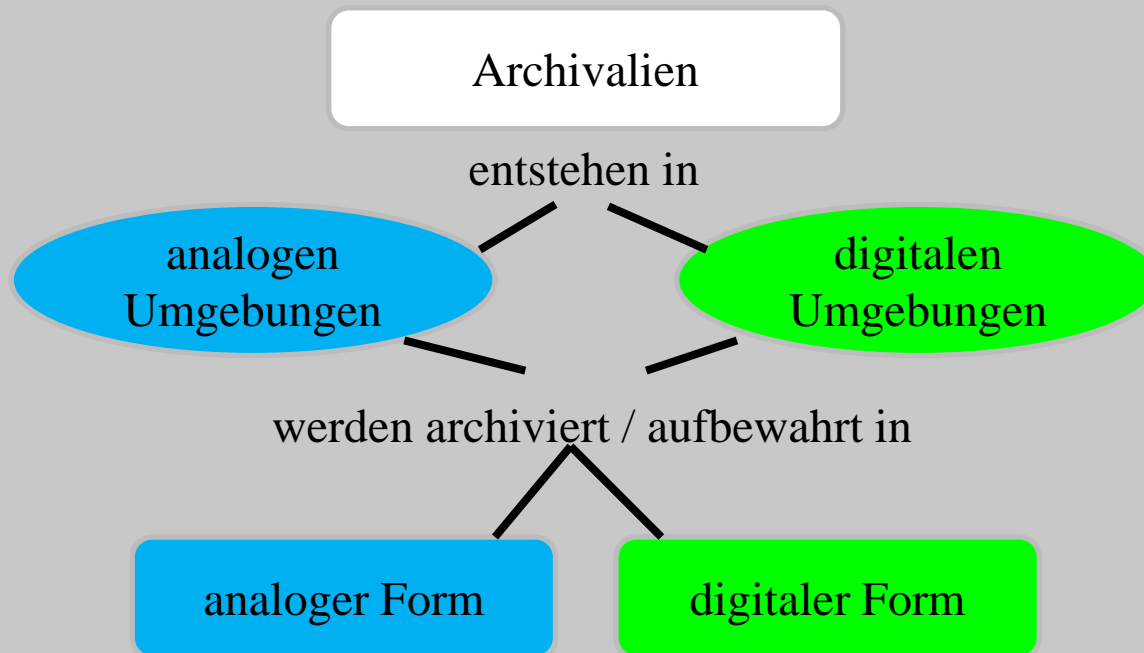 Archivalien
entstehen in
analogen
Umgebungen
digitalen
Umgebungen
werden archiviert / aufbewahrt in
analoger Form
digitaler Form